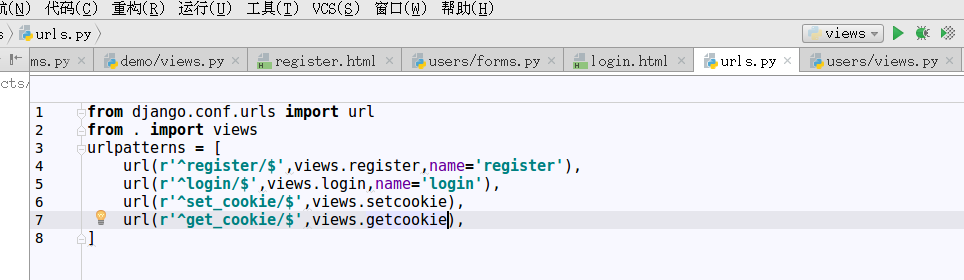 航(N) 代码(C) 重构(R) 运行(U) 工具(T) VCS(S) 窗口(W) 帮助(H)
s urls.py views
ms.py demo/views.py register.html users/forms.py login.html urls.py users/views.py
cts/
1 from django.conf.urls import url
2 from . import views
3 urlpatterns = [
4 url(r'^register/$',views.register,name='register'),
5 url(r'^login/$',views.login,name='login'),
6 url(r'^set_cookie/$',views.setcookie),
7 url(r'^get_cookie/$',views.getcookie),
8 ]